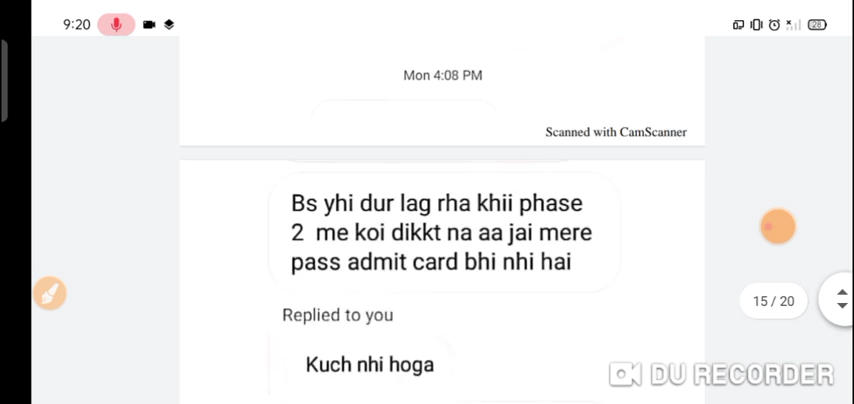 9:20
28
Mon 4:08 PM
Scanned with CamScanner
Bs yhi dur lag rha khii phase
2 me koi dikkt na aa jai mere
pass admit card bhi nhi hai
15 / 20
Replied to you
Kuch nhi hoga
DU RECORDER